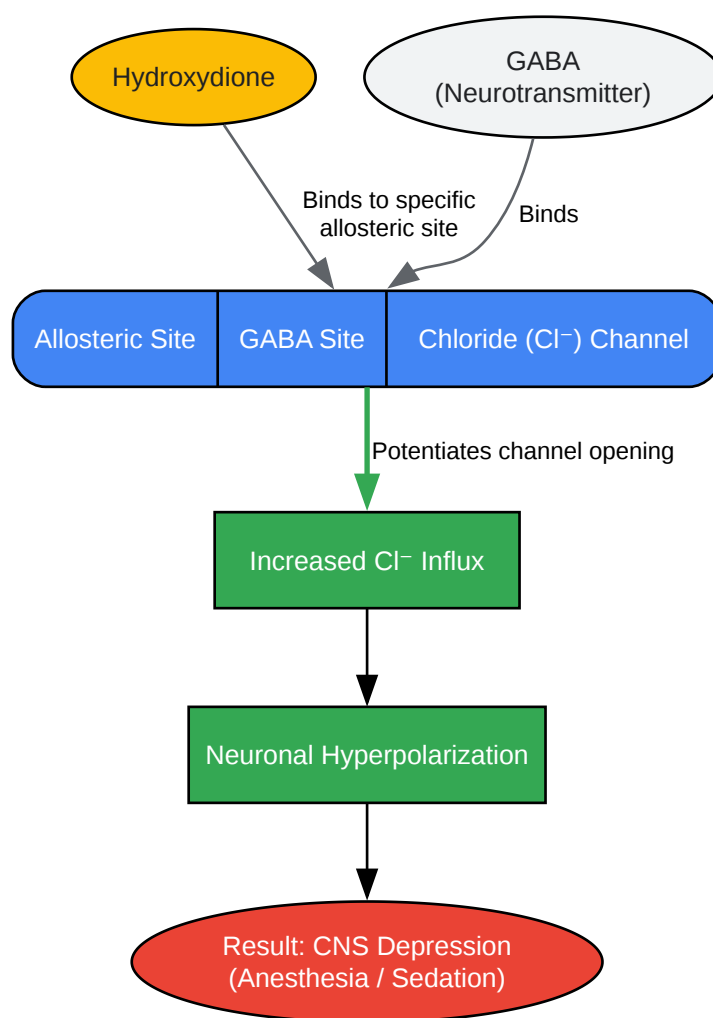 Hydroxydione
GABA
(Neurotransmitter)
Binds to specific
allosteric site
Binds
Allosteric Site
GABA Site
Chloride (Cl⁻) Channel
Potentiates channel opening
Increased Cl⁻ Influx
Neuronal Hyperpolarization
Result: CNS Depression
(Anesthesia / Sedation)